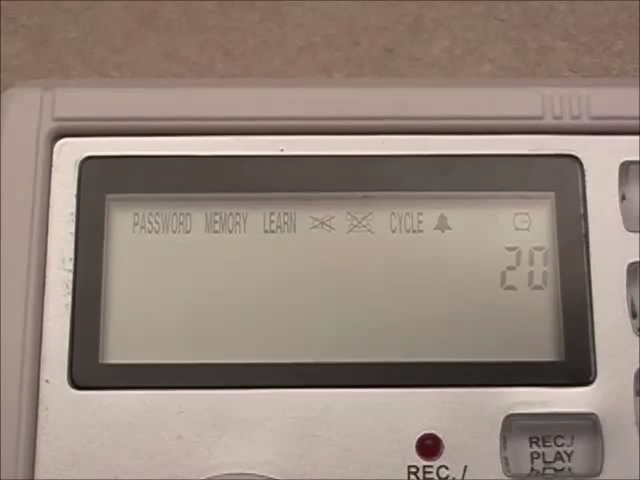 PASSWORD MEMORY LEARN CYCLE
20
REC./
PLAY
REC./